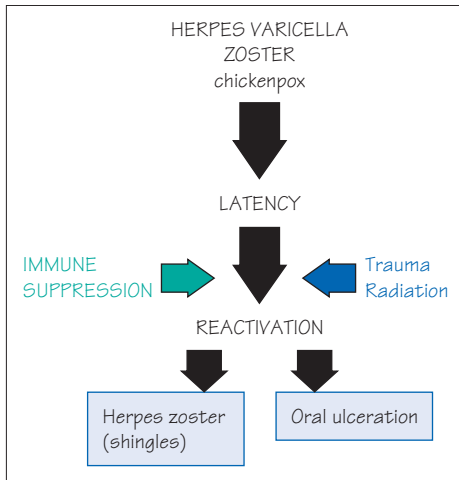 HERPES VARICELLA
ZOSTER
chickenpox
LATENCY
IMMUNE
SUPPRESSION
Trauma
Radiation
REACTIVATION
Herpes zoster
(shingles)
Oral ulceration